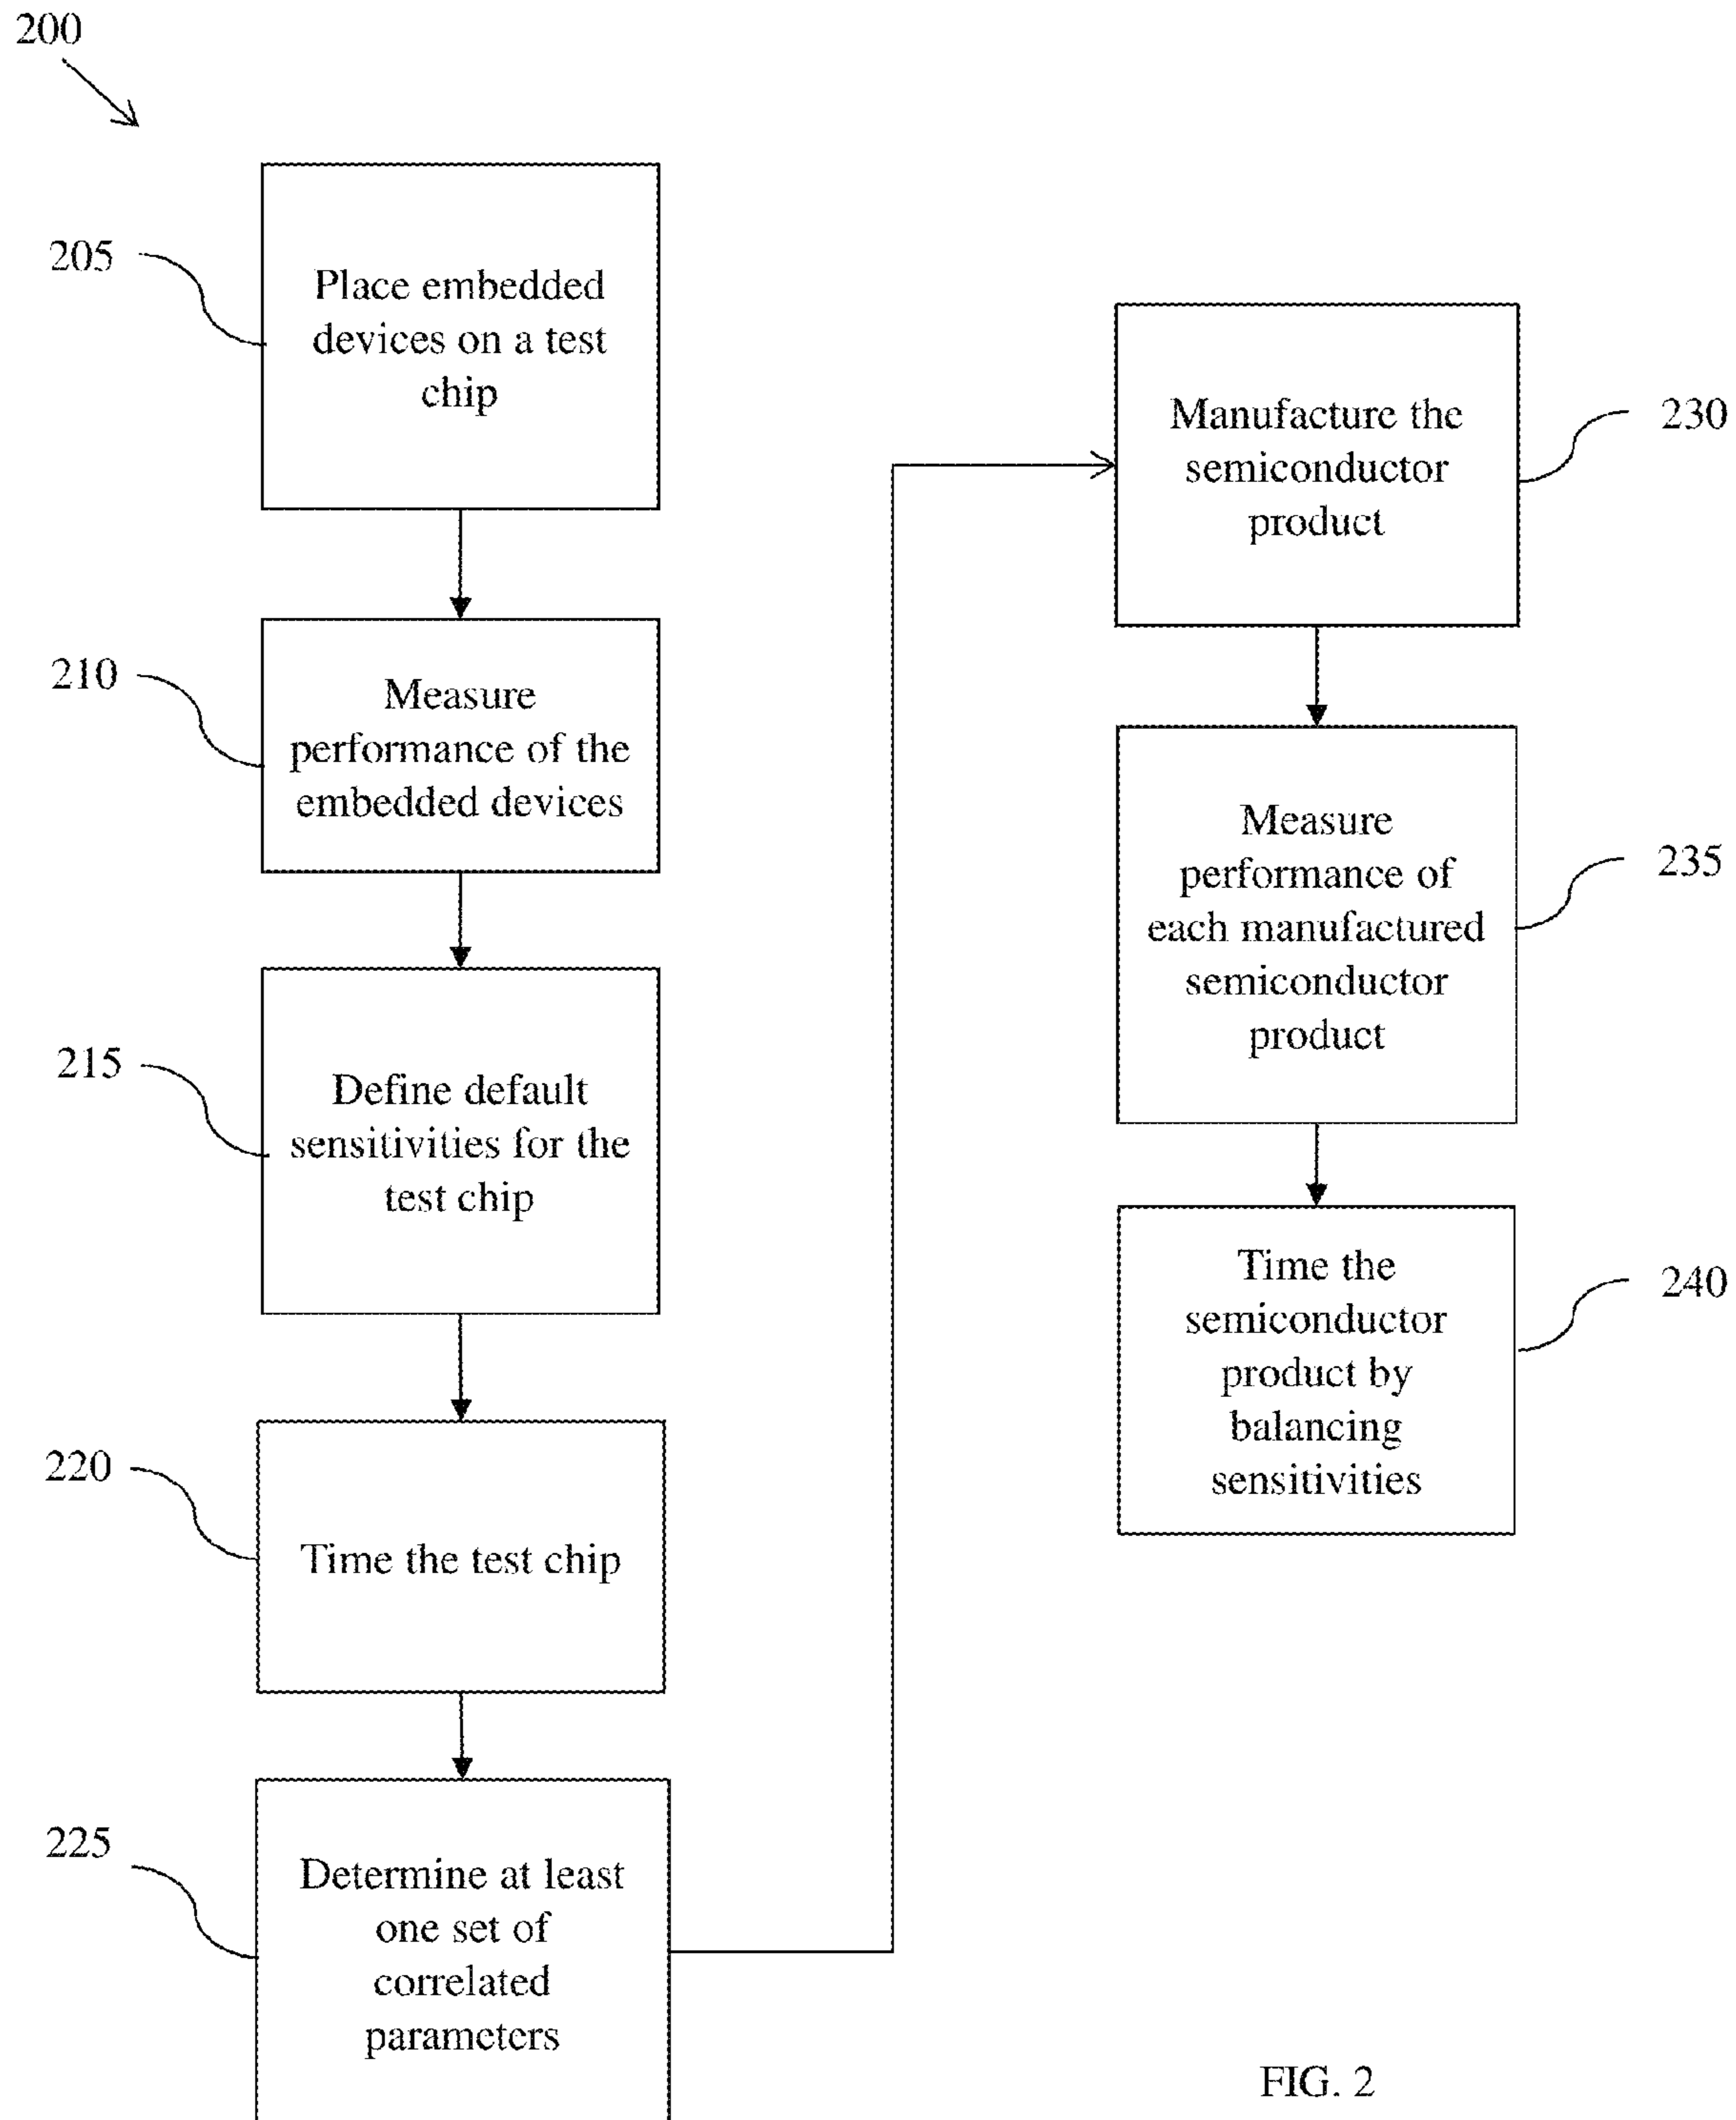 200
205
Place embedded
devices on a test
chip
210
Measure
performance of the
embedded devices
215
Define default
sensitivities for the
test chip
220
Time the test chip
225
Determine at least
one set of
correlated
parameters
Manufacture the
semiconductor
product
230
Measure
performance of
each manufactured
semiconductor
product
235
Time the
semiconductor
product by
balancing
sensitivities
240
FIG. 2